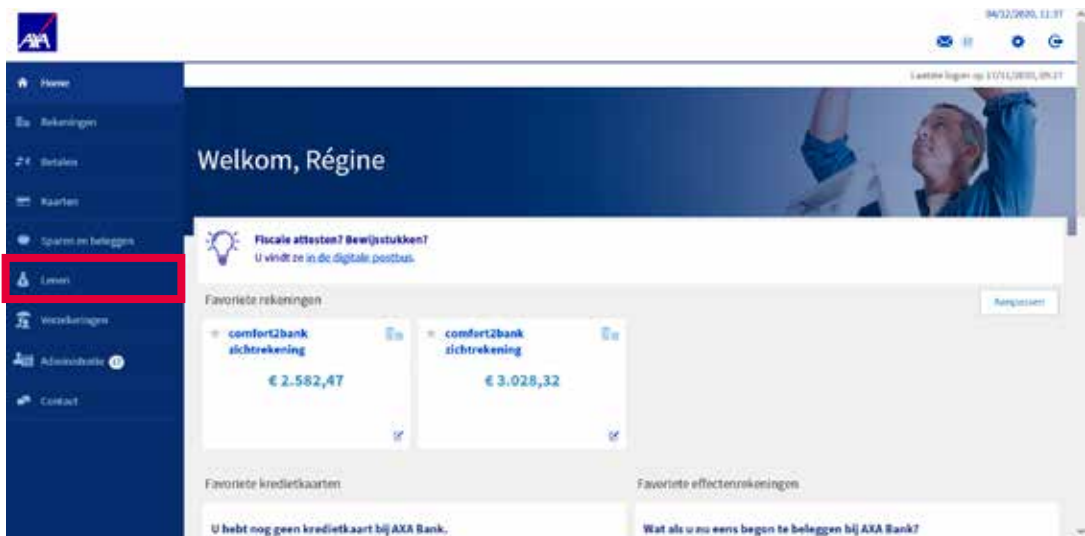 04/12/2020, 11:37
AXA
Laatste logon op 17/11/2020, 09:27
Home
Rekeningen
Betalen
Kaarten
Sparen en beleggen
Lenen
Verzekeringen
Administratie
Contact
Welkom, Régine
Fiscale attesten? Bewijsstukken?
U vindt ze in de digitale postbus.
Favoriete rekeningen
Aanpassen
comfort2bank
zichtrekening
€ 2.582,47
comfort2bank
zichtrekening
€ 3.028,32
Favoriete kredietkaarten
Favoriete effectenrekeningen
U hebt nog geen kredietkaart bij AXA Bank.
Wat als u nu eens begon te beleggen bij AXA Bank?